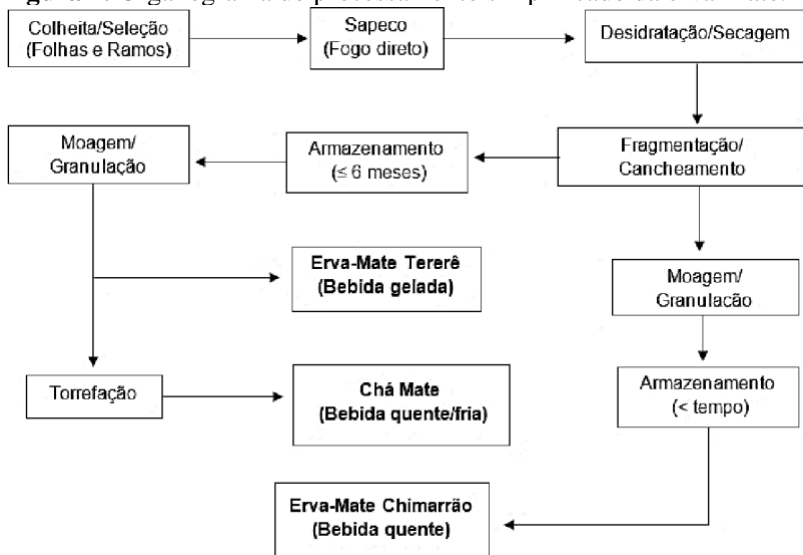 Colheita/Seleção
(Folhas e Ramos)
Sapeco
(Fogo direto)
Desidratação/Secagem
Moagem/
Granulação
Armazenamento
(≤ 6 meses)
Fragmentação/
Cancheamento
Erva-Mate Tererê
(Bebida gelada)
Moagem/
Granulação
Torrefação
Chá Mate
(Bebida quente/fria)
Armazenamento
(< tempo)
Erva-Mate Chimarrão
(Bebida quente)